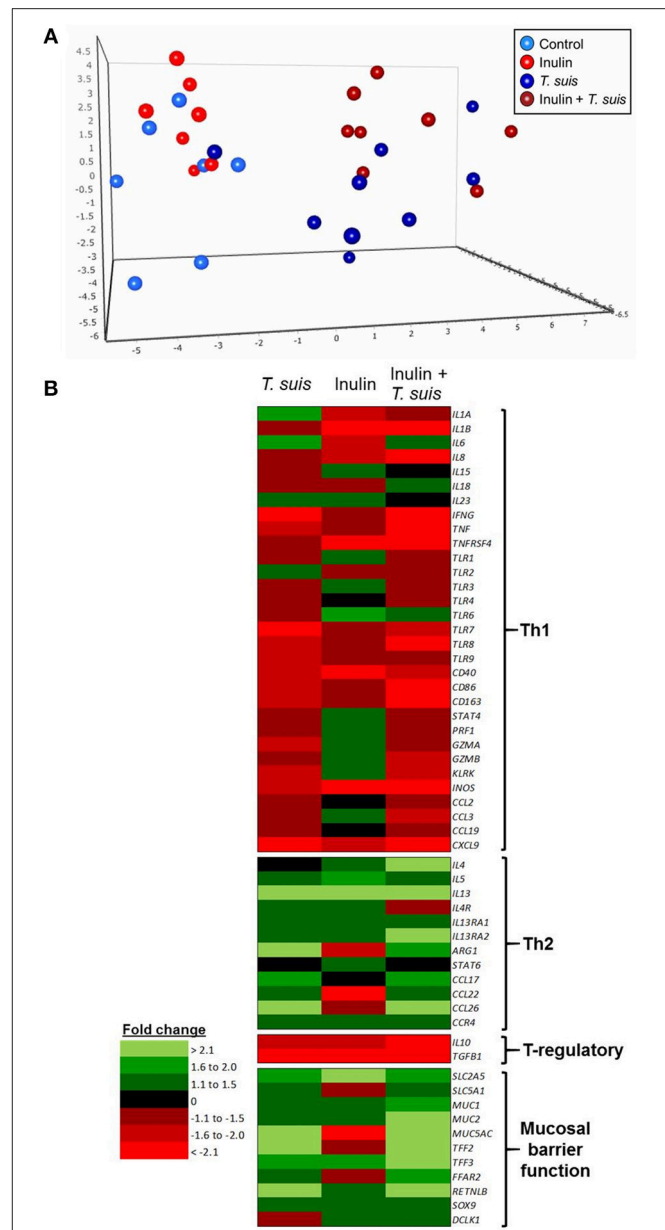 A
4.5
4
3.5
3
2.5
2
1.5
1
0.5
0
-0.5
-1
-1.5
-2
-2.5
-3
-3.5
-4
-4.5
-5
-5.5
-6
-5 -4 -3 -2 -1 0 1 2 3 4 5 6 7
-6.5
Control
Inulin
T. suis
Inulin + T. suis
B
T. suis Inulin Inulin +
T. suis
IL1A
IL1B
IL6
IL8
IL15
IL18
IL23
IFNG
TNF
TNFRSF4
TLR1
TLR2
TLR3
TLR4
TLR6
TLR7
TLR8
TLR9
CD40
CD86
CD163
STAT4
PRF1
GZMA
GZMB
KLRK
INOS
CCL2
CCL3
CCL19
CXCL9
Th1
IL4
IL5
IL13
IL4R
IL13RA1
IL13RA2
ARG1
STAT6
CCL17
CCL22
CCL26
CCR4
Th2
IL10
TGFB1
T-regulatory
SLC2A5
SLC5A1
MUC1
MUC2
MUC5AC
TFF2
TFF3
FFAR2
RETNLB
SOX9
DCLK1
Mucosal
barrier
function
Fold change
> 2.1
1.6 to 2.0
1.1 to 1.5
0
-1.1 to -1.5
-1.6 to -2.0
< -2.1